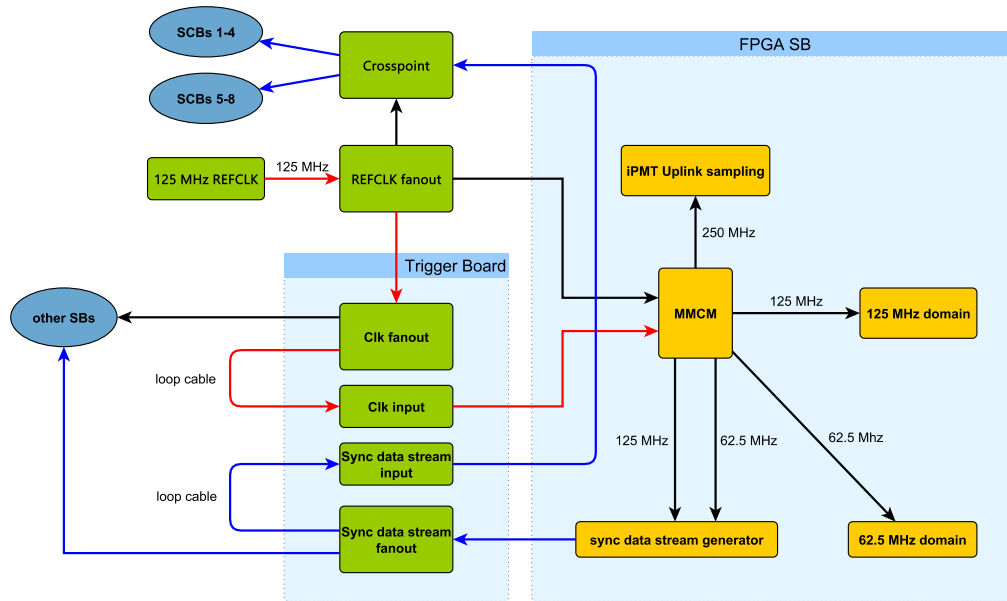 SCBs 1-4
SCBs 5-8
Crosspoint
FPGA SB
125 MHz REFCLK
125 MHz
REFCLK fanout
iPMT Uplink sampling
250 MHz
Trigger Board
other SBs
Clk fanout
MMCM
125 MHz
125 MHz domain
loop cable
Clk input
125 MHz
62.5 MHz
62.5 Mhz
Sync data stream
input
loop cable
Sync data stream
fanout
sync data stream generator
62.5 MHz domain